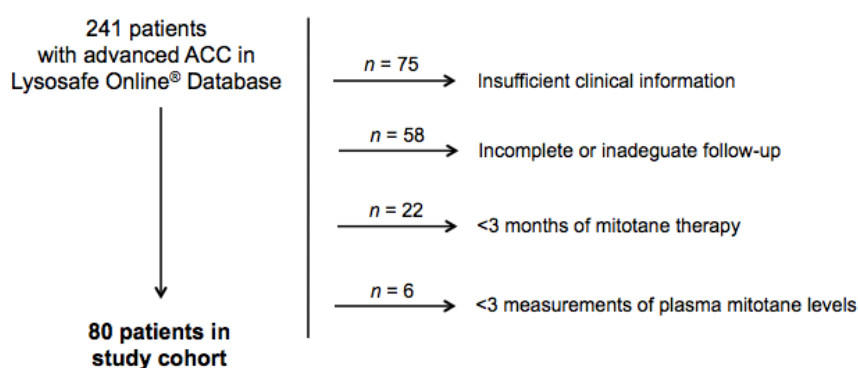 241 patients
with advanced ACC in
Lysosafe Online® Database
n = 75
Insufficient clinical information
n = 58
Incomplete or inadeguate follow-up
n = 22
<3 months of mitotane therapy
n = 6
<3 measurements of plasma mitotane levels
80 patients in
study cohort